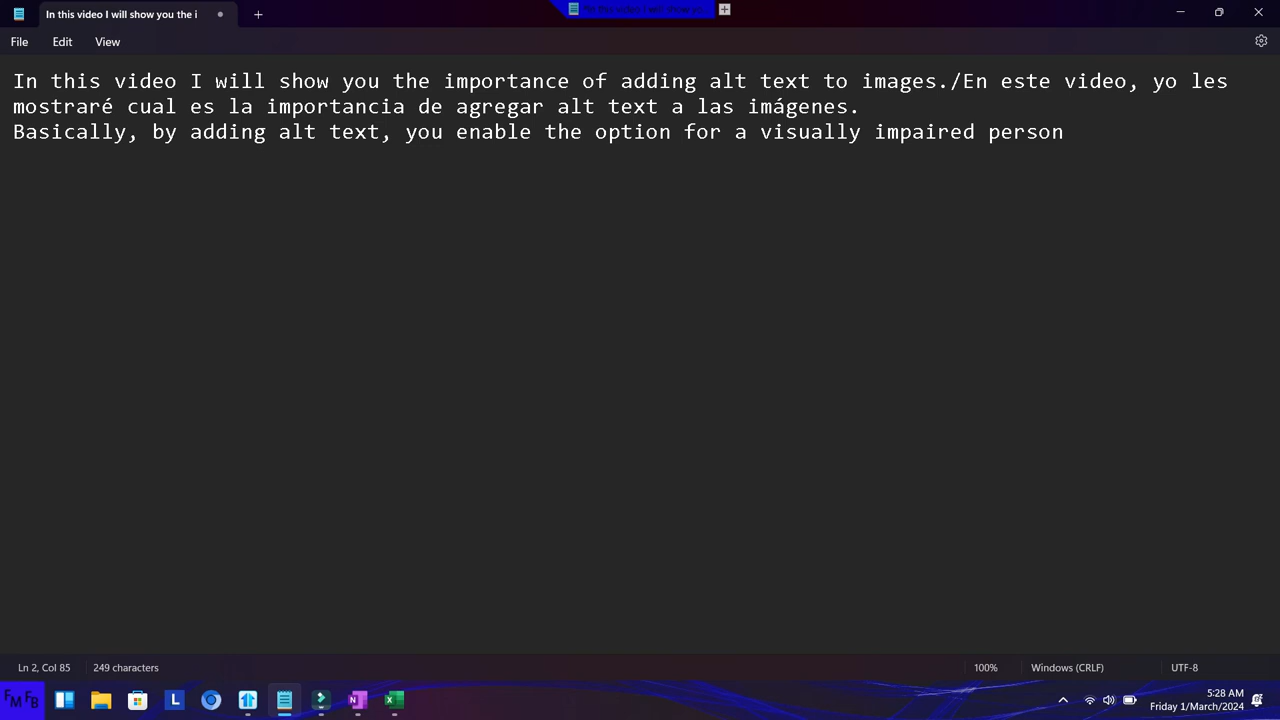 In this video I will show you the i
File
Edit
View
In this video I will show you the importance of adding alt text to images./En este video, yo les
mostraré cual es la importancia de agregar alt text a las imágenes.
Basically, by adding alt text, you enable the option for a visually impaired person
Ln 2, Col 85
249 characters
100%
Windows (CRLF)
UTF-8
FM FB
L
N
X
5:28 AM
Friday 1/March/2024